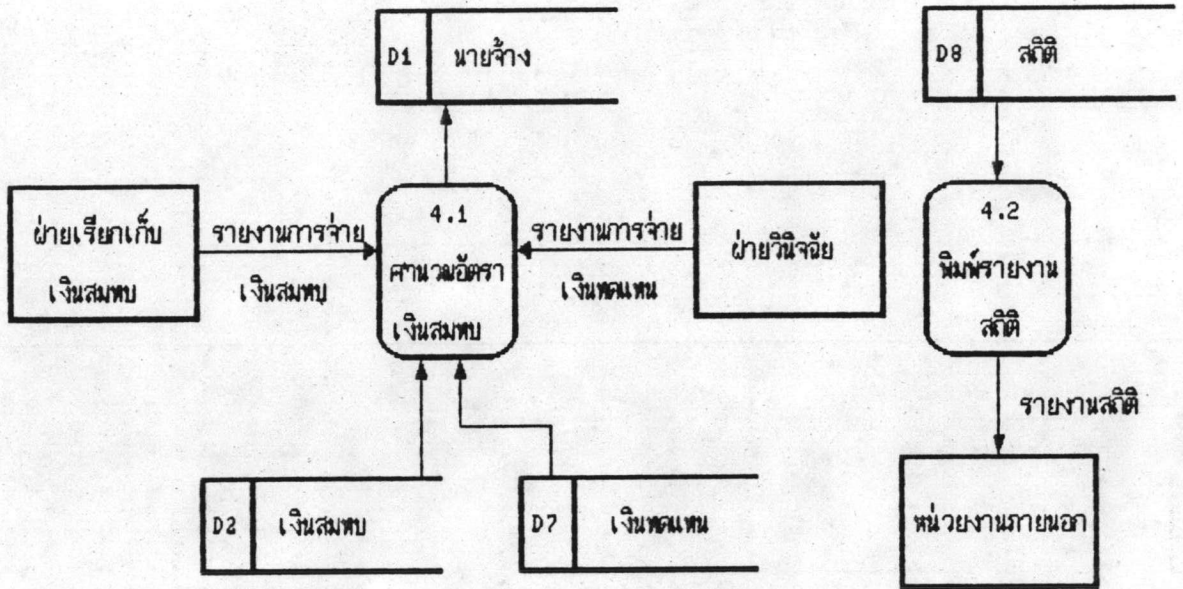 D1 นายจ้าง
D8 สถิติ
ฝ่ายเรียกเก็บ
เงินสมทบ
รายงานการจ่าย
เงินสมทบ
4.1
คำนวณอัตรา
เงินสมทบ
รายงานการจ่าย
เงินทดแทน
ฝ่ายวินิจฉัย
4.2
พิมพ์รายงาน
สถิติ
รายงานสถิติ
D2 เงินสมทบ
D7 เงินทดแทน
หน่วยงานภายนอก